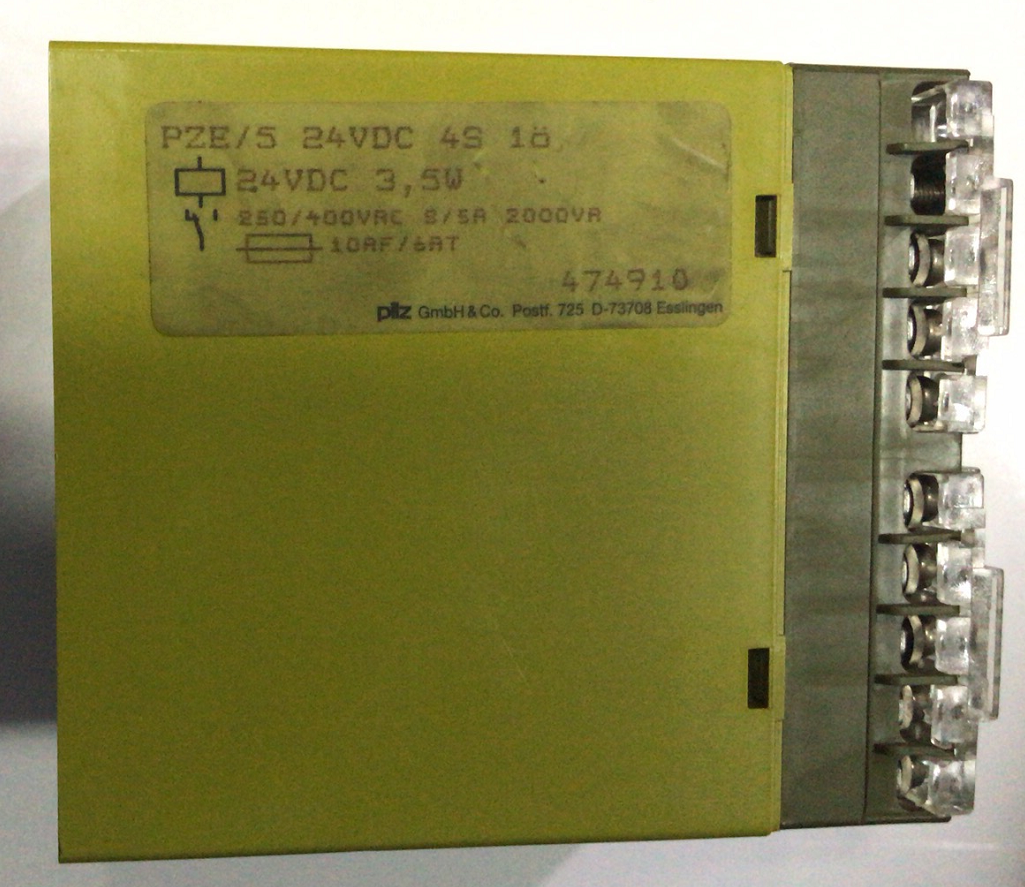 PZE/5 24VDC 4S 1ö
24VDC 3,5W
250/400VAC 8/5A 2000VA
10AF/6AT
474910
pilz GmbH & Co. Postf. 725 D-73708 Esslingen